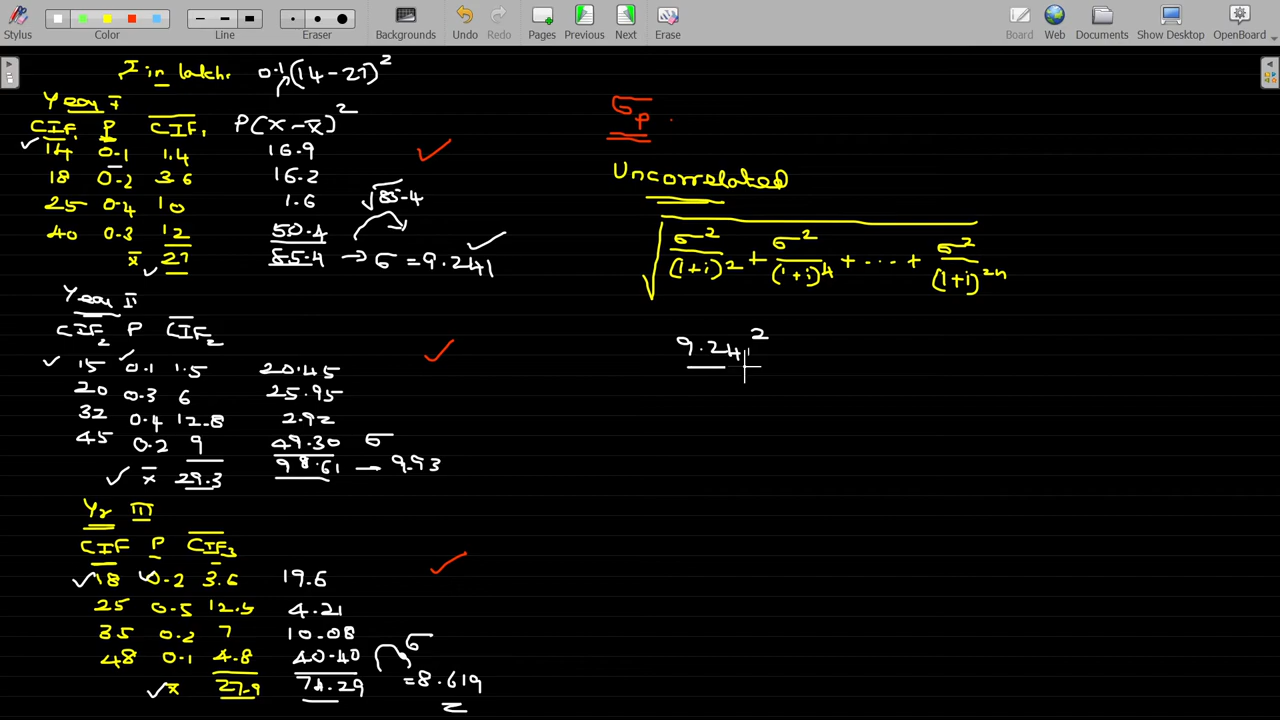 Stylus
Color
Line
Eraser
Backgrounds
Undo
Redo
Pages
Previous
Next
Erase
Board
Web
Documents
Show Desktop
OpenBoard
₹ in lakh. 0.1(14-27)²
Year I
CIF₁ P C̅I̅F̅₁ P(x-x̅)²
14 0.1 1.4 16.9
18 0.2 3.6 16.2
25 0.4 10 1.6 √85.4
40 0.3 12 50.4
x̅ 27 85.4 → σ = 9.241
Year II
CIF₂ P C̅I̅F̅₂
15 0.1 1.5 20.45
20 0.3 6 25.95
32 0.4 12.8 2.92
45 0.2 9 49.30 σ
x̅ 29.3 98.61 → 9.93
Yr III
CIF P C̅I̅F̅₃
18 0.2 3.6 19.6
25 0.5 12.5 4.21
35 0.2 7 10.08
48 0.1 4.8 40.40 σ
x̅ 27.9 74.29 = 8.619
σp
Uncorrelated
√ σ²/(1+i)² + σ²/(1+i)⁴ + .... + σ²/(1+i)²ⁿ
9.241²